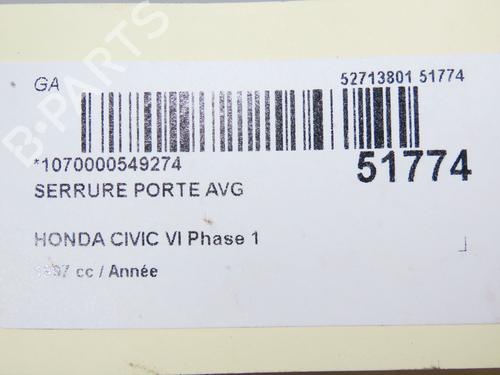 B-PARTS
GA
52713801 51774
*1070000549274
51774
SERRURE PORTE AVG
HONDA CIVIC VI Phase 1
cc / Année